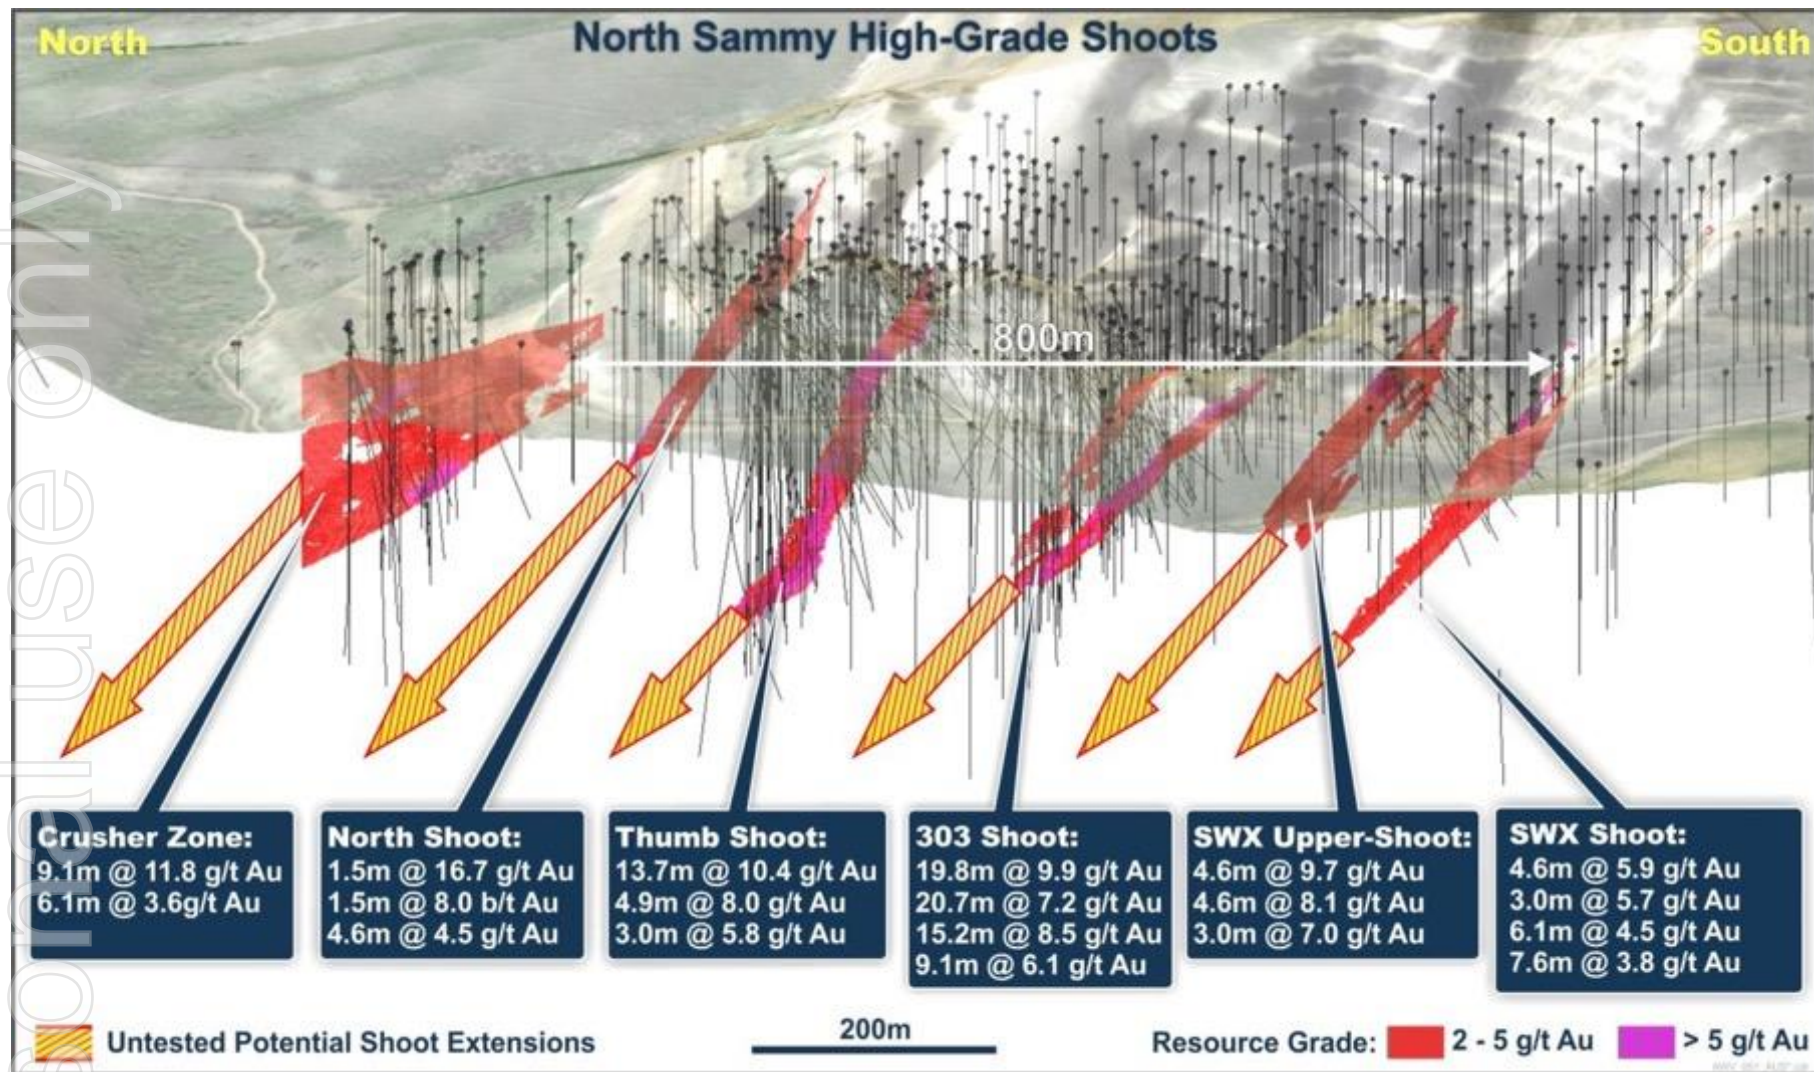 North
North Sammy High-Grade Shoots
South
800m
Crusher Zone:
9.1m @ 11.8 g/t Au
6.1m @ 3.6g/t Au
North Shoot:
1.5m @ 16.7 g/t Au
1.5m @ 8.0 b/t Au
4.6m @ 4.5 g/t Au
Thumb Shoot:
13.7m @ 10.4 g/t Au
4.9m @ 8.0 g/t Au
3.0m @ 5.8 g/t Au
303 Shoot:
19.8m @ 9.9 g/t Au
20.7m @ 7.2 g/t Au
15.2m @ 8.5 g/t Au
9.1m @ 6.1 g/t Au
SWX Upper-Shoot:
4.6m @ 9.7 g/t Au
4.6m @ 8.1 g/t Au
3.0m @ 7.0 g/t Au
SWX Shoot:
4.6m @ 5.9 g/t Au
3.0m @ 5.7 g/t Au
6.1m @ 4.5 g/t Au
7.6m @ 3.8 g/t Au
Untested Potential Shoot Extensions
200m
Resource Grade:
2 - 5 g/t Au
> 5 g/t Au
sonal use only